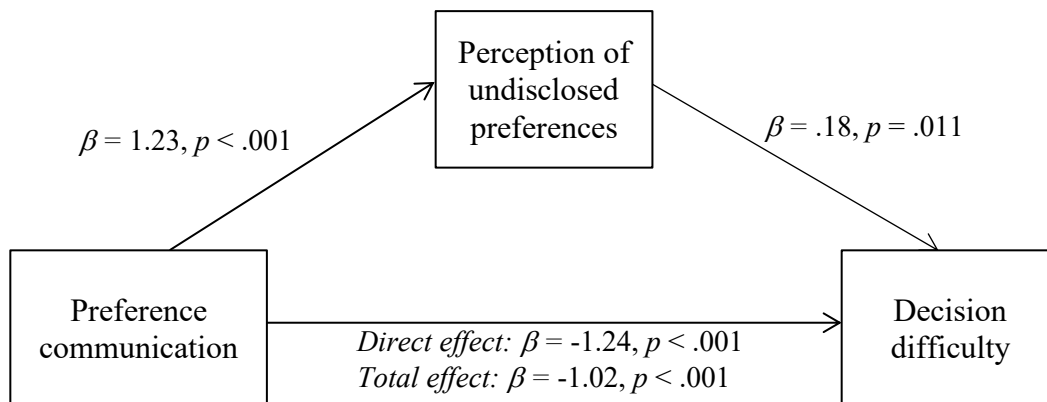 Perception of
undisclosed
preferences
β = 1.23, p < .001
β = .18, p = .011
Preference
communication
Direct effect: β = -1.24, p < .001
Total effect: β = -1.02, p < .001
Decision
difficulty